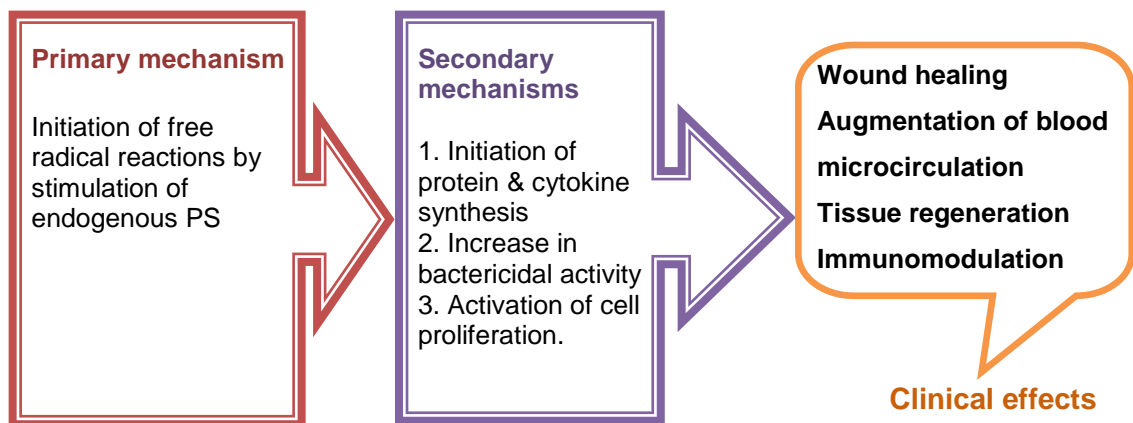 Primary mechanism
Initiation of free
radical reactions by
stimulation of
endogenous PS
Secondary
mechanisms
1. Initiation of
protein & cytokine
synthesis
2. Increase in
bactericidal activity
3. Activation of cell
proliferation.
Wound healing
Augmentation of blood
microcirculation
Tissue regeneration
Immunomodulation
Clinical effects